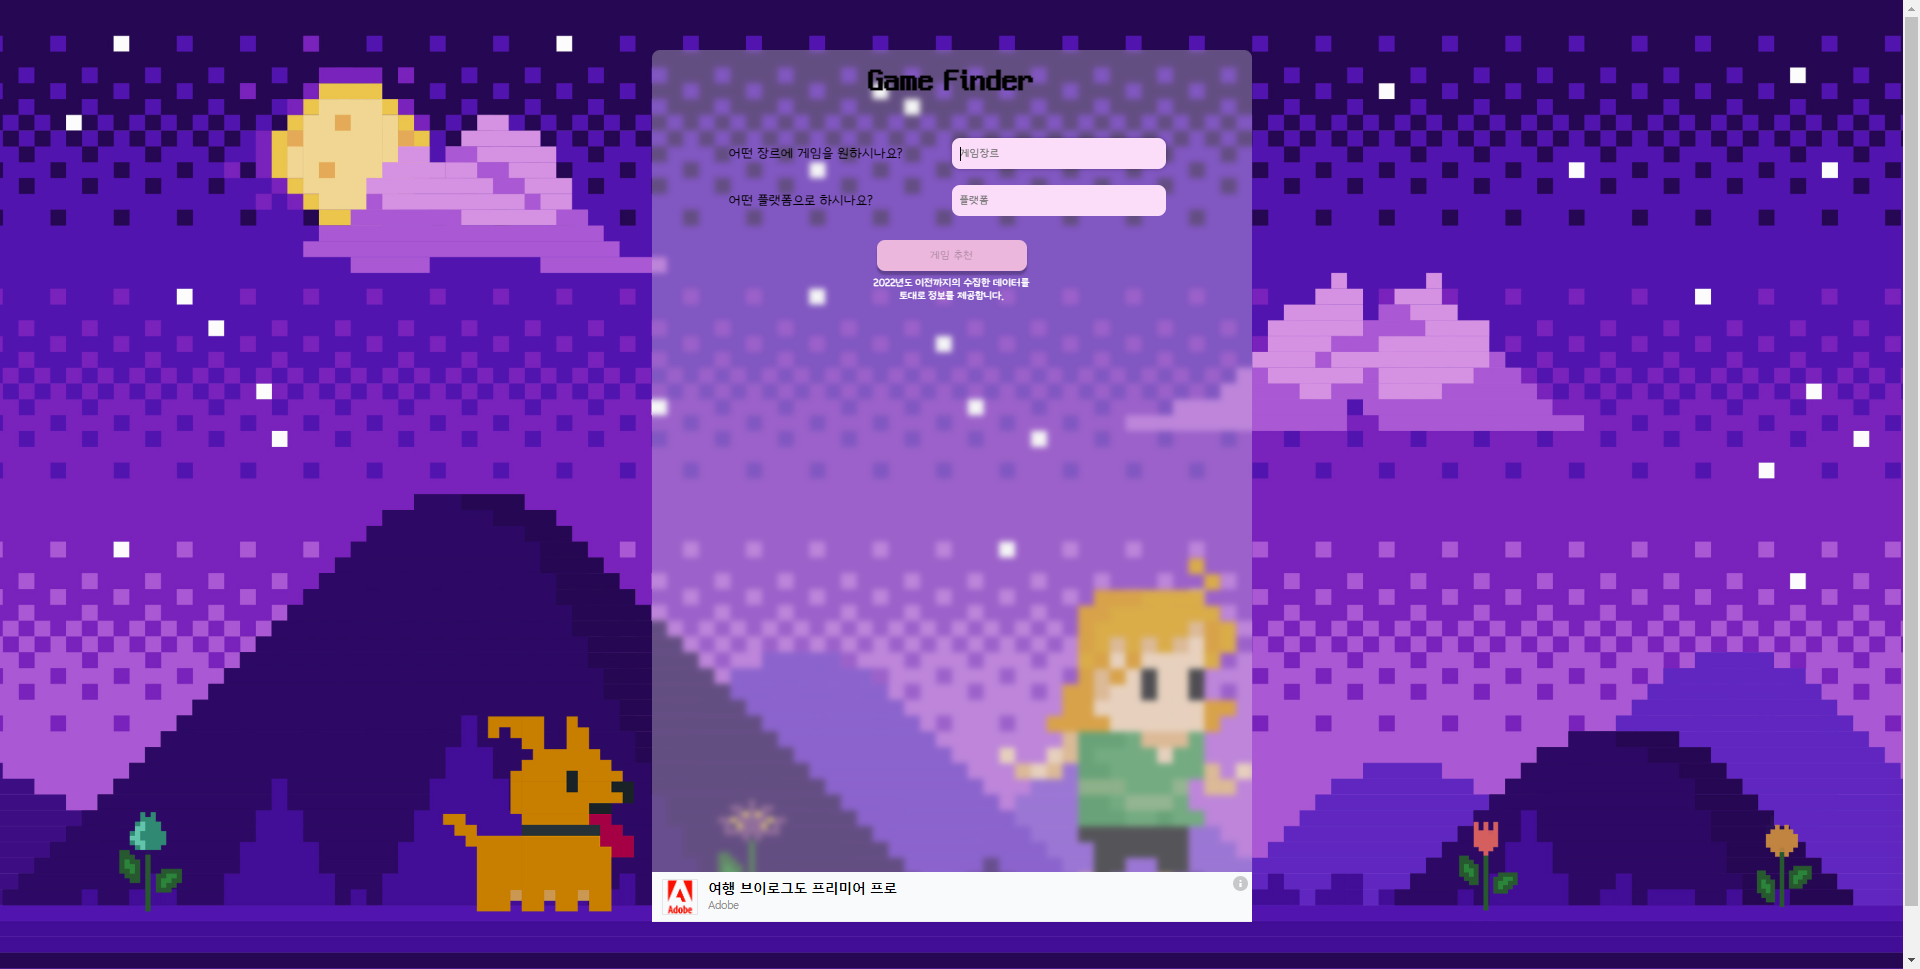 Game Finder
어떤 장르에 게임을 원하시나요?
게임장르
어떤 플랫폼으로 하시나요?
플랫폼
게임 추천
2022년도 이전까지의 수집한 데이터를
토대로 정보를 제공합니다.
여행 브이로그도 프리미어 프로
Adobe
Adobe